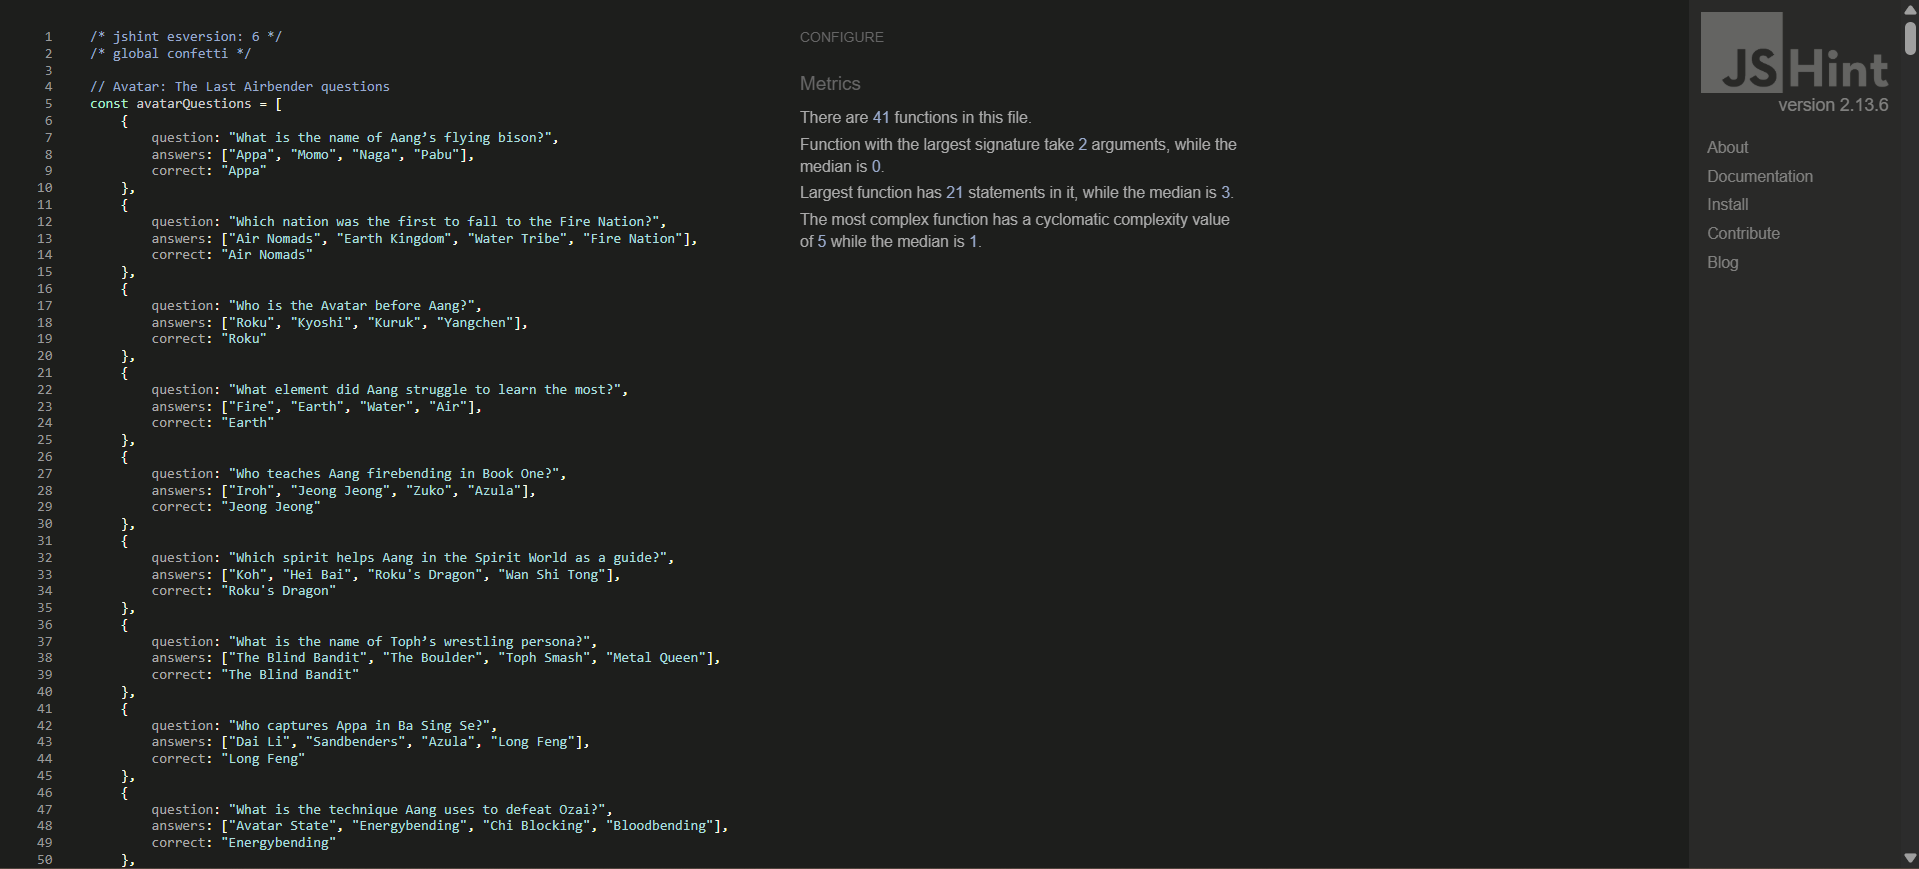 1 /* jshint esversion: 6 */
2 /* global confetti */
3
4 // Avatar: The Last Airbender questions
5 const avatarQuestions = [
6 {
7 question: "What is the name of Aang’s flying bison?",
8 answers: ["Appa", "Momo", "Naga", "Pabu"],
9 correct: "Appa"
10 },
11 {
12 question: "Which nation was the first to fall to the Fire Nation?",
13 answers: ["Air Nomads", "Earth Kingdom", "Water Tribe", "Fire Nation"],
14 correct: "Air Nomads"
15 },
16 {
17 question: "Who is the Avatar before Aang?",
18 answers: ["Roku", "Kyoshi", "Kuruk", "Yangchen"],
19 correct: "Roku"
20 },
21 {
22 question: "What element did Aang struggle to learn the most?",
23 answers: ["Fire", "Earth", "Water", "Air"],
24 correct: "Earth"
25 },
26 {
27 question: "Who teaches Aang firebending in Book One?",
28 answers: ["Iroh", "Jeong Jeong", "Zuko", "Azula"],
29 correct: "Jeong Jeong"
30 },
31 {
32 question: "Which spirit helps Aang in the Spirit World as a guide?",
33 answers: ["Koh", "Hei Bai", "Roku's Dragon", "Wan Shi Tong"],
34 correct: "Roku's Dragon"
35 },
36 {
37 question: "What is the name of Toph’s wrestling persona?",
38 answers: ["The Blind Bandit", "The Boulder", "Toph Smash", "Metal Queen"],
39 correct: "The Blind Bandit"
40 },
41 {
42 question: "Who captures Appa in Ba Sing Se?",
43 answers: ["Dai Li", "Sandbenders", "Azula", "Long Feng"],
44 correct: "Long Feng"
45 },
46 {
47 question: "What is the technique Aang uses to defeat Ozai?",
48 answers: ["Avatar State", "Energybending", "Chi Blocking", "Bloodbending"],
49 correct: "Energybending"
50 },
CONFIGURE
Metrics
There are 41 functions in this file.
Function with the largest signature take 2 arguments, while the
median is 0.
Largest function has 21 statements in it, while the median is 3.
The most complex function has a cyclomatic complexity value
of 5 while the median is 1.
JSHint
version 2.13.6
About
Documentation
Install
Contribute
Blog